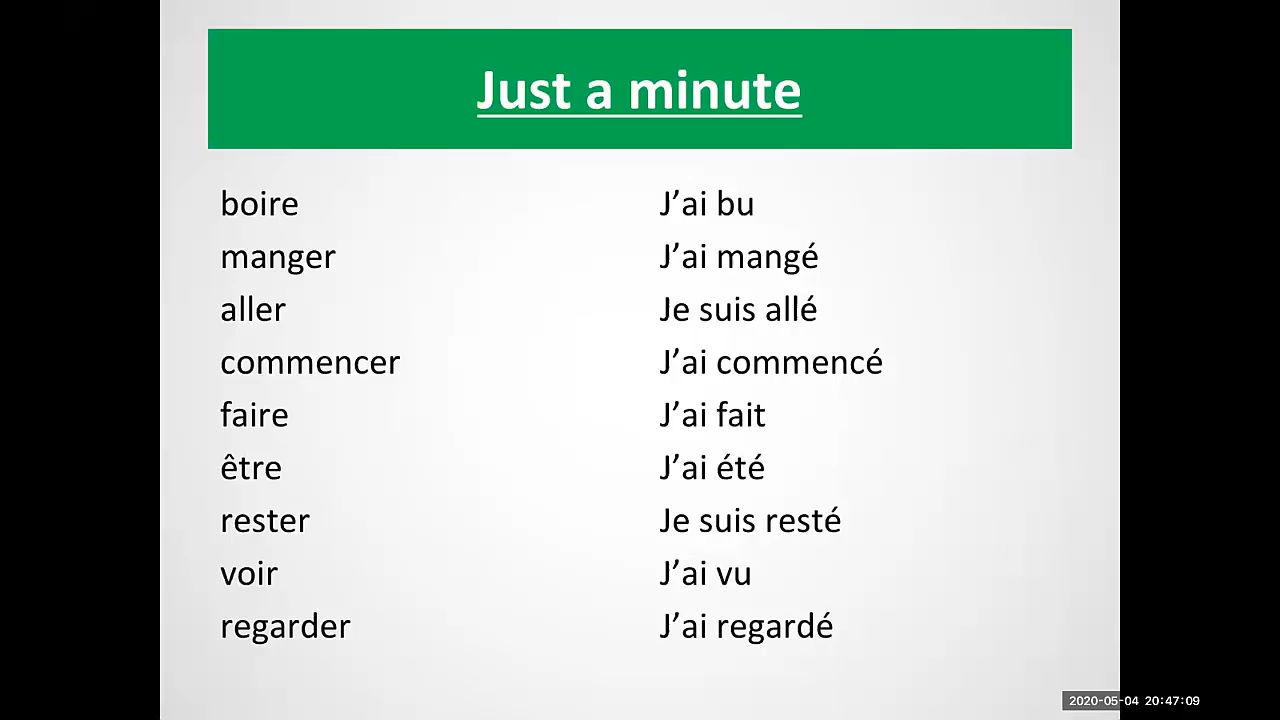 Just a minute
boire J’ai bu
manger J’ai mangé
aller Je suis allé
commencer J’ai commencé
faire J’ai fait
être J’ai été
rester Je suis resté
voir J’ai vu
regarder J’ai regardé
2020-05-04 20:47:09